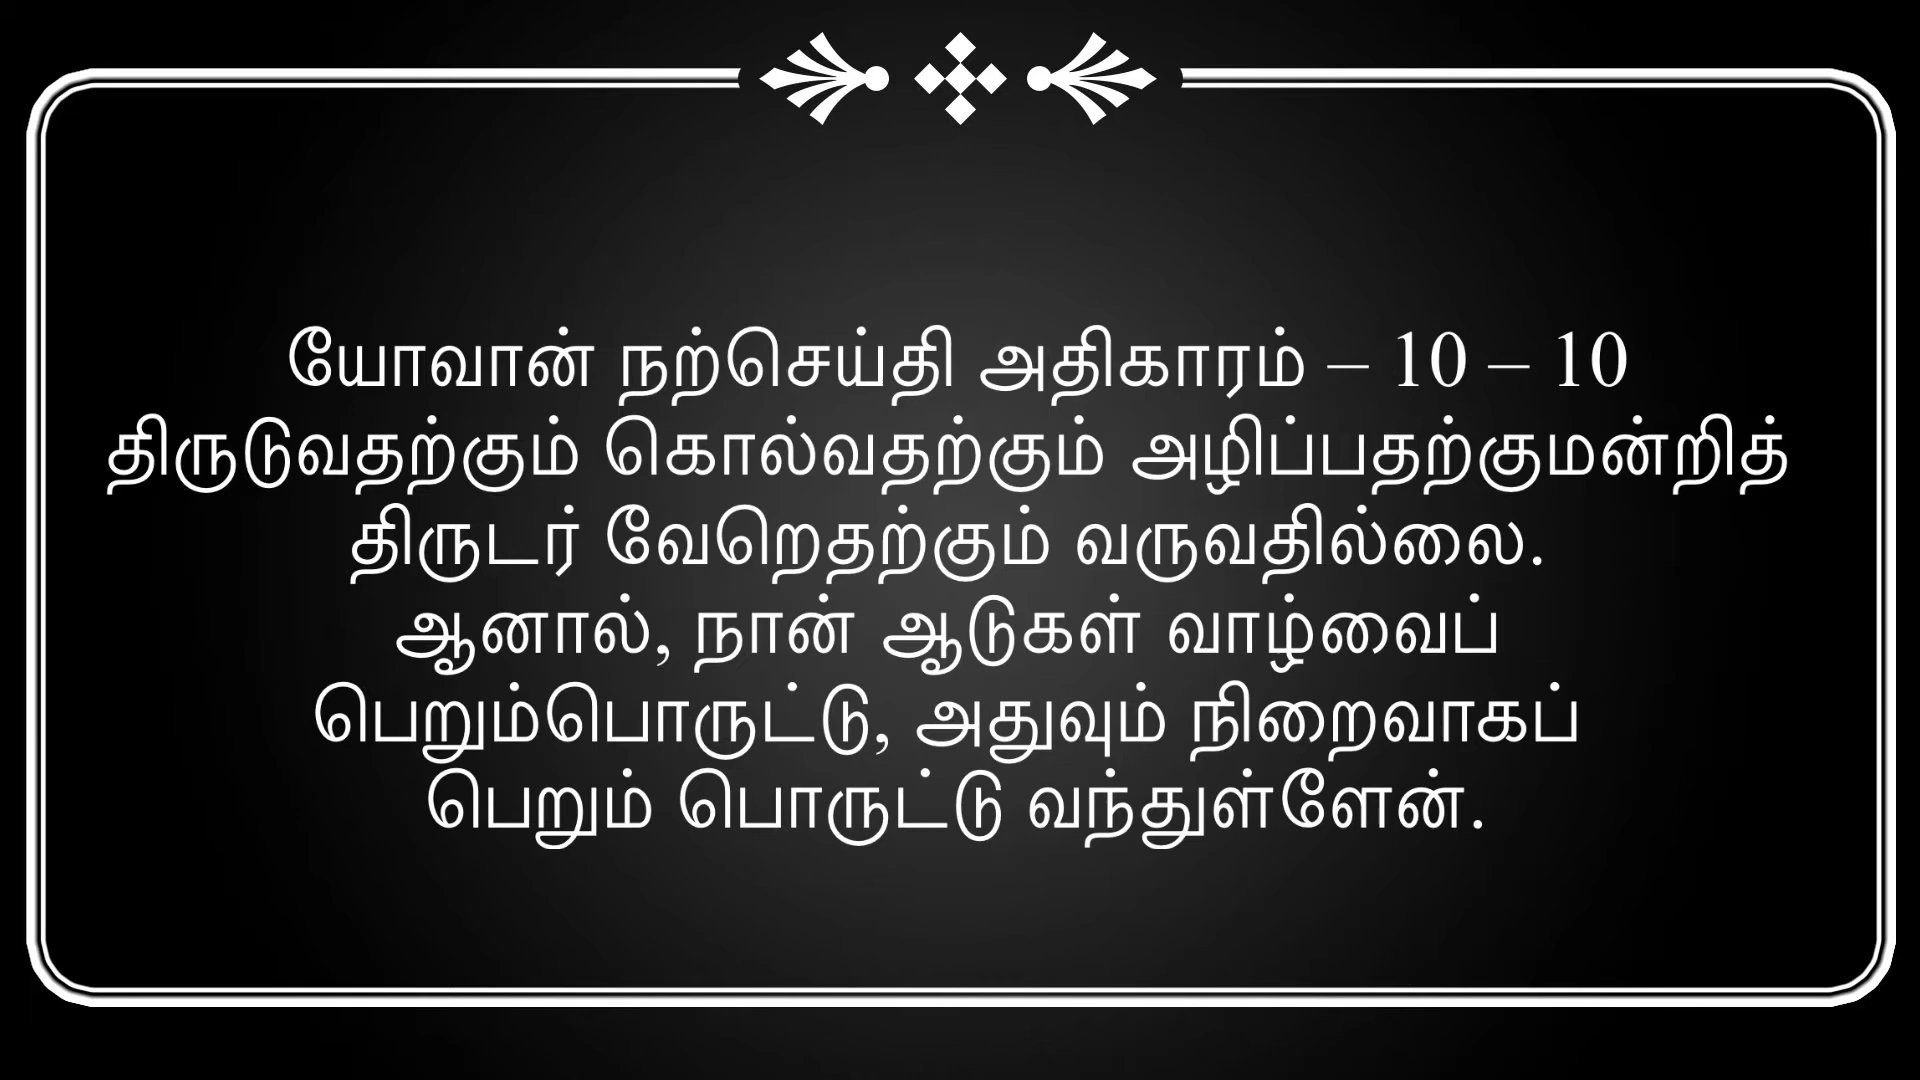 யோவான் நற்செய்தி அதிகாரம் – 10 – 10
திருடுவதற்கும் கொல்வதற்கும் அழிப்பதற்குமன்றித்
திருடர் வேறெதற்கும் வருவதில்லை.
ஆனால், நான் ஆடுகள் வாழ்வைப்
பெறும்பொருட்டு, அதுவும் நிறைவாகப்
பெறும் பொருட்டு வந்துள்ளேன்.